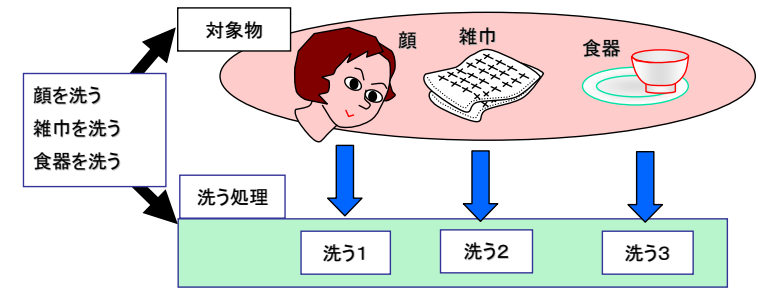 対象物
顔
雑巾
食器
顔を洗う
雑巾を洗う
食器を洗う
洗う処理
洗う1
洗う2
洗う3